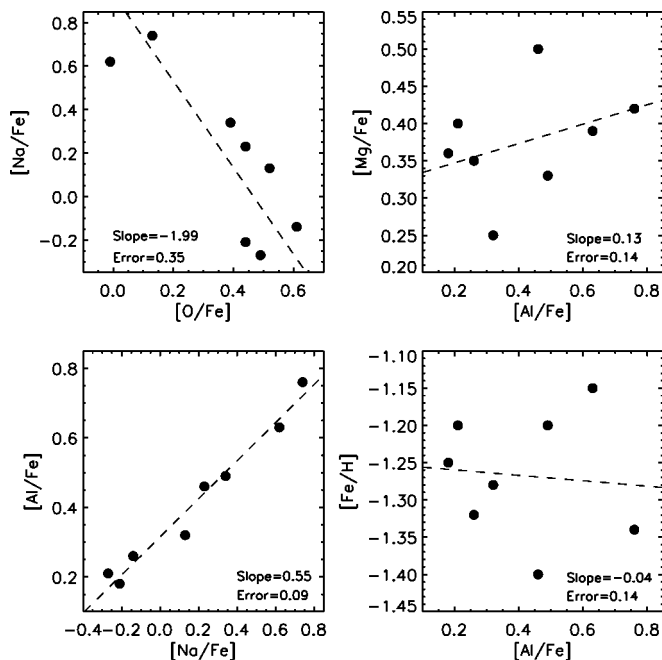 0.8
0.6
0.4
0.2
0.0
−0.2
[Na/Fe]
Slope=−1.99
Error=0.35
0.0 0.2 0.4 0.6
[O/Fe]
0.55
0.50
0.45
0.40
0.35
0.30
0.25
0.20
[Mg/Fe]
Slope=0.13
Error=0.14
0.2 0.4 0.6 0.8
[Al/Fe]
0.8
0.6
0.4
0.2
[Al/Fe]
Slope=0.55
Error=0.09
−0.4 −0.2 0.0 0.2 0.4 0.6 0.8
[Na/Fe]
−1.10
−1.15
−1.20
−1.25
−1.30
−1.35
−1.40
−1.45
[Fe/H]
Slope=−0.04
Error=0.14
0.2 0.4 0.6 0.8
[Al/Fe]